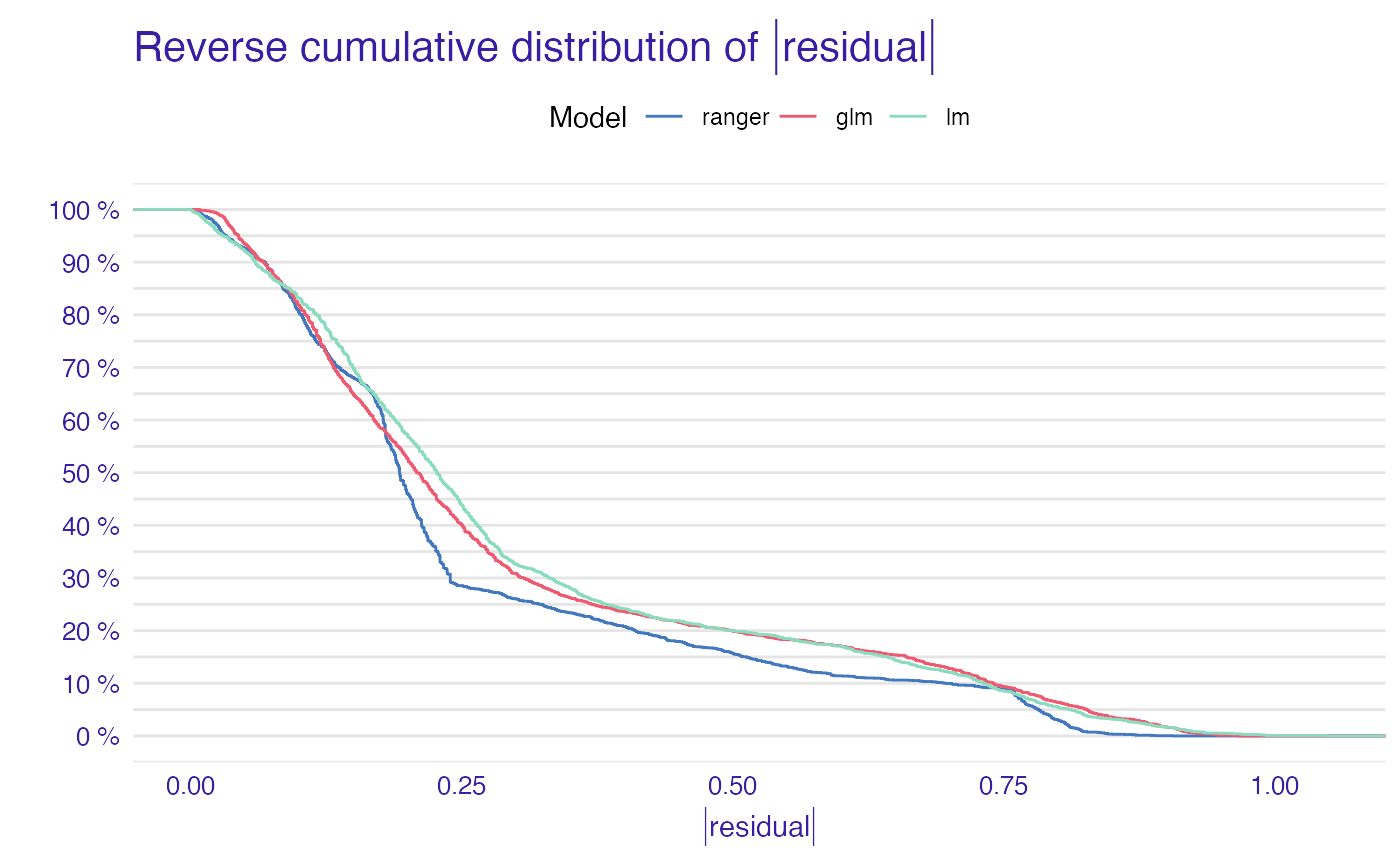 Reverse cumulative distribution of |residual|
Model ranger glm lm
100 %
90 %
80 %
70 %
60 %
50 %
40 %
30 %
20 %
10 %
0 %
0.00 0.25 0.50 0.75 1.00
|residual|